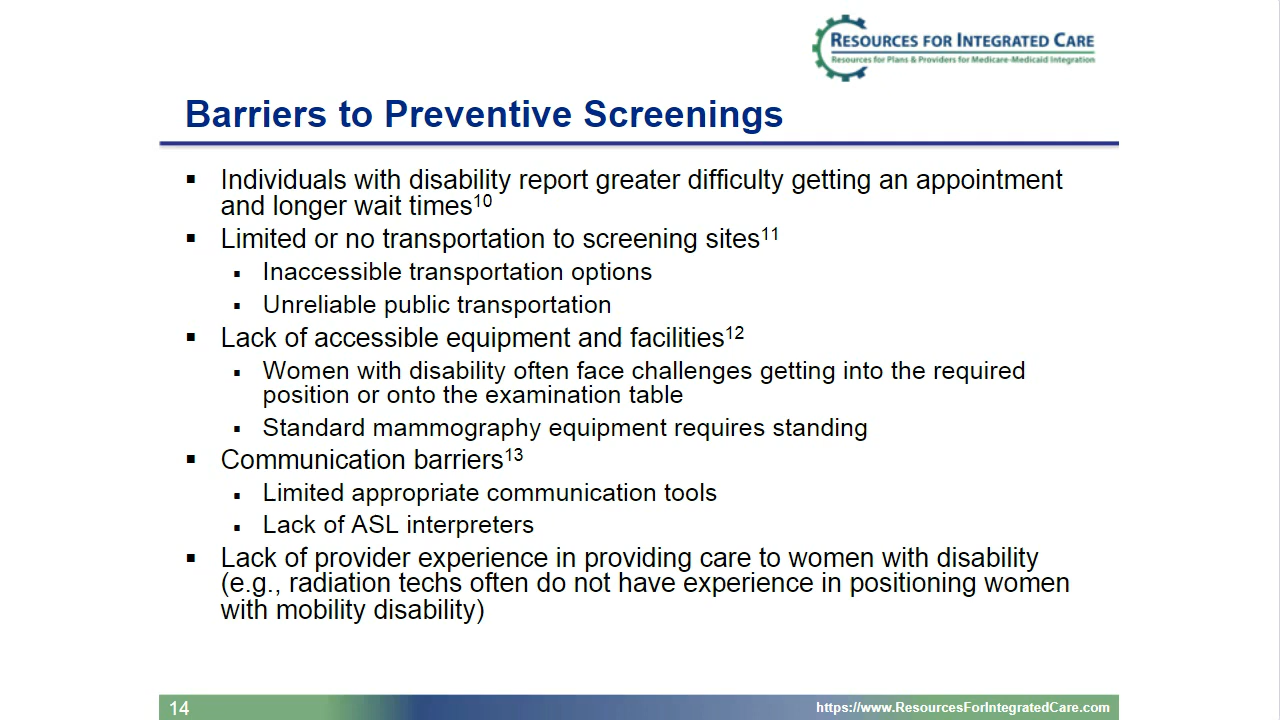 RESOURCES FOR INTEGRATED CARE
Resources for Plans & Providers for Medicare-Medicaid Integration
Barriers to Preventive Screenings
▪ Individuals with disability report greater difficulty getting an appointment
and longer wait times10
▪ Limited or no transportation to screening sites11
▪ Inaccessible transportation options
▪ Unreliable public transportation
▪ Lack of accessible equipment and facilities12
▪ Women with disability often face challenges getting into the required
position or onto the examination table
▪ Standard mammography equipment requires standing
▪ Communication barriers13
▪ Limited appropriate communication tools
▪ Lack of ASL interpreters
▪ Lack of provider experience in providing care to women with disability
(e.g., radiation techs often do not have experience in positioning women
with mobility disability)
14
https://www.ResourcesForIntegratedCare.com